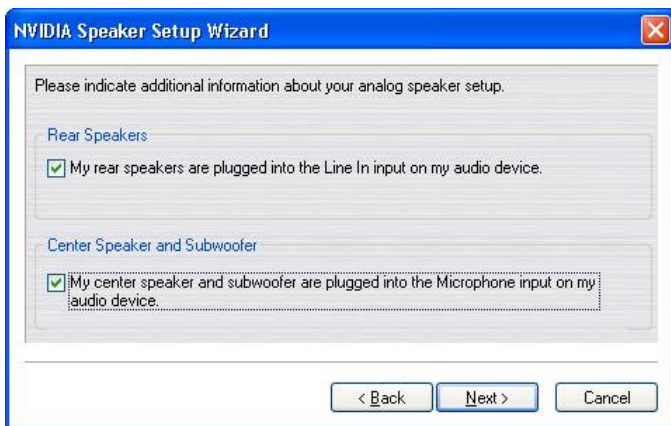 NVIDIA Speaker Setup Wizard
Please indicate additional information about your analog speaker setup.
Rear Speakers
My rear speakers are plugged into the Line In input on my audio device.
Center Speaker and Subwoofer
My center speaker and subwoofer are plugged into the Microphone input on my
audio device.
< Back
Next >
Cancel